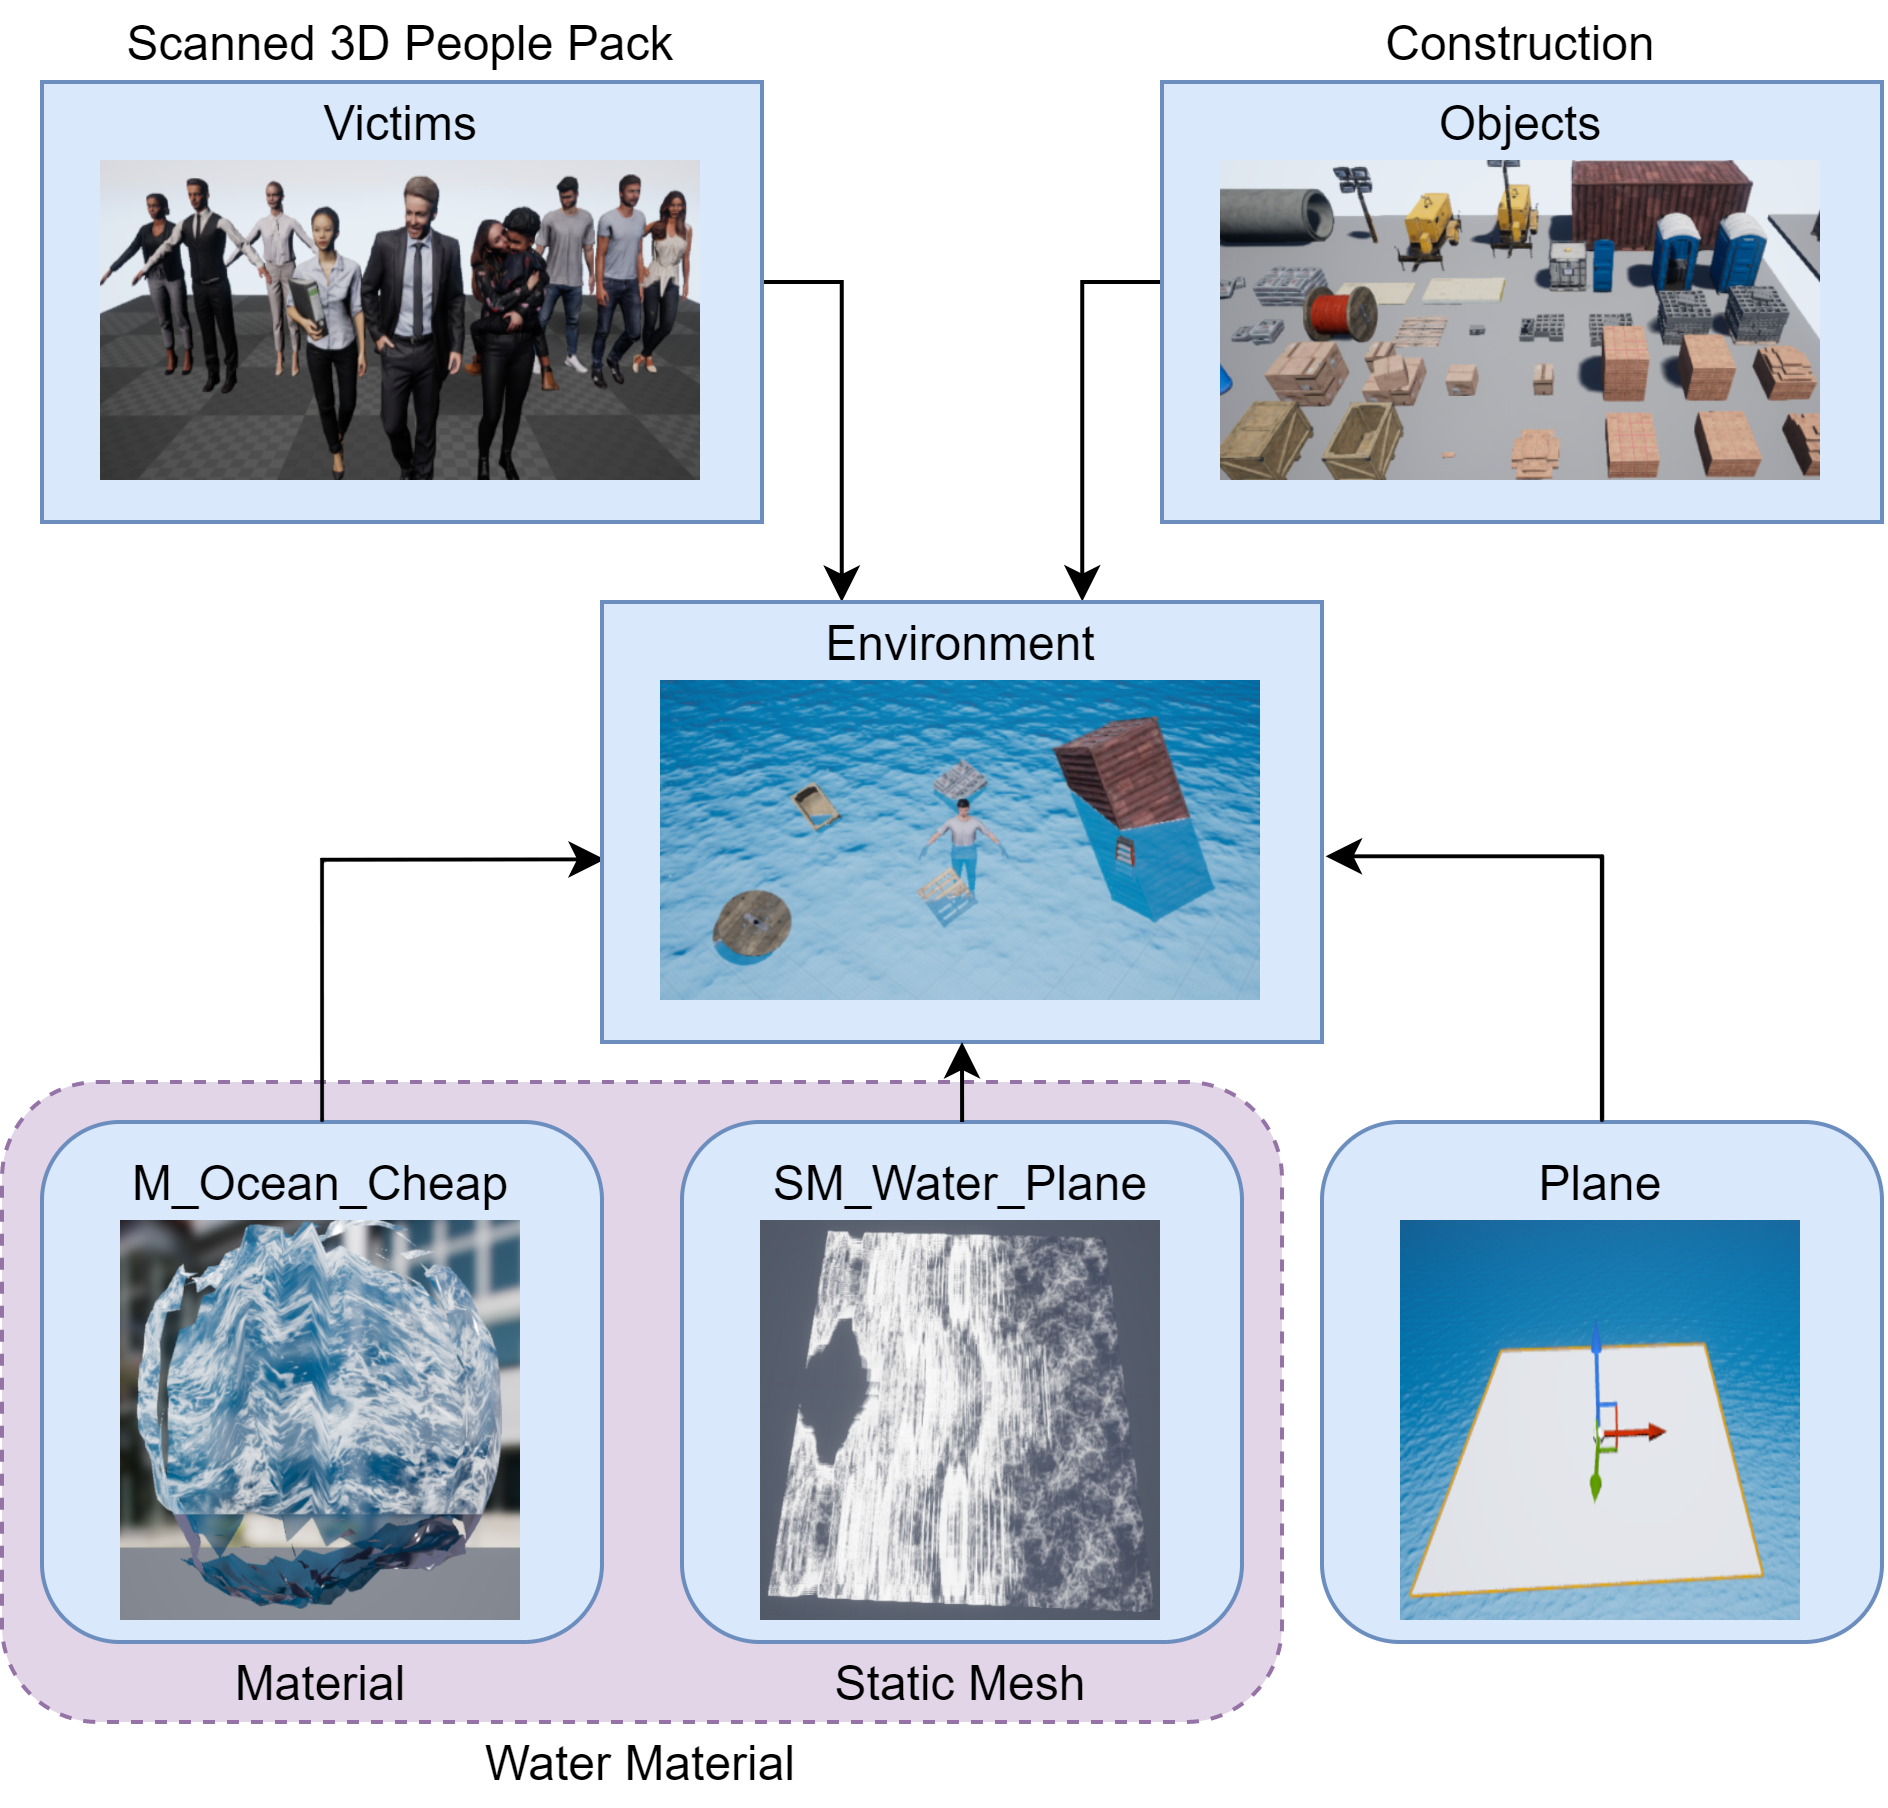 Scanned 3D People Pack
Construction
Victims
Objects
Environment
M_Ocean_Cheap
SM_Water_Plane
Plane
Material
Static Mesh
Water Material